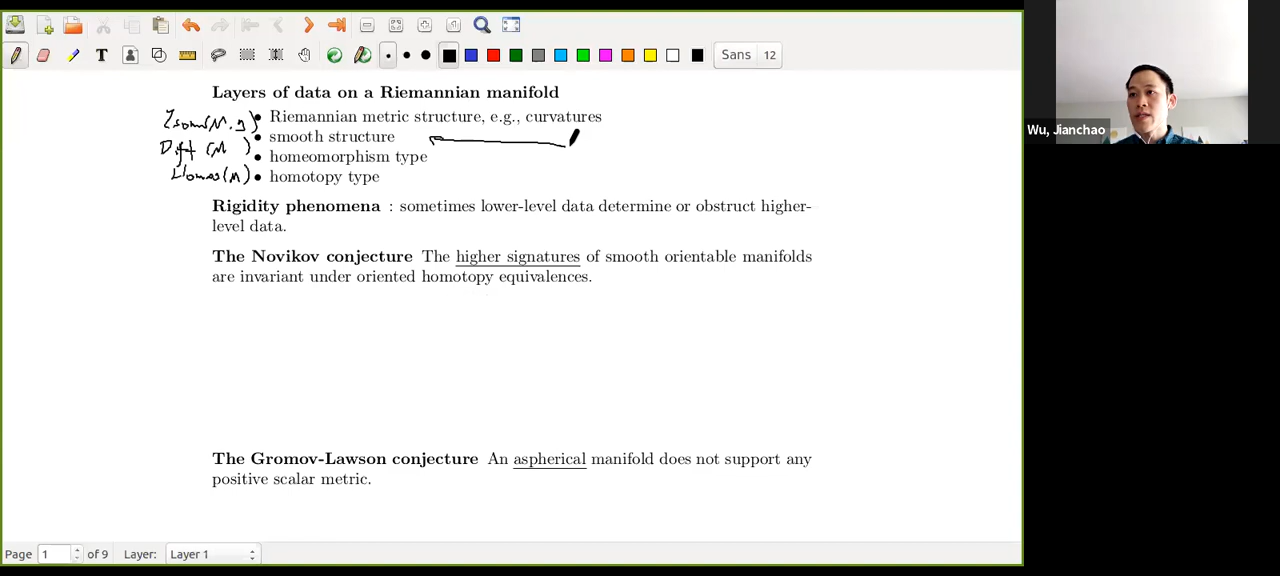 Sans 12
Wu, Jianchao
Layers of data on a Riemannian manifold
Isom(M, g) • Riemannian metric structure, e.g., curvatures
Diff(M) • smooth structure
• homeomorphism type
Homeo(M) • homotopy type
Rigidity phenomena : sometimes lower-level data determine or obstruct higher-
level data.
The Novikov conjecture The higher signatures of smooth orientable manifolds
are invariant under oriented homotopy equivalences.
The Gromov-Lawson conjecture An aspherical manifold does not support any
positive scalar metric.
Page 1 of 9 Layer: Layer 1